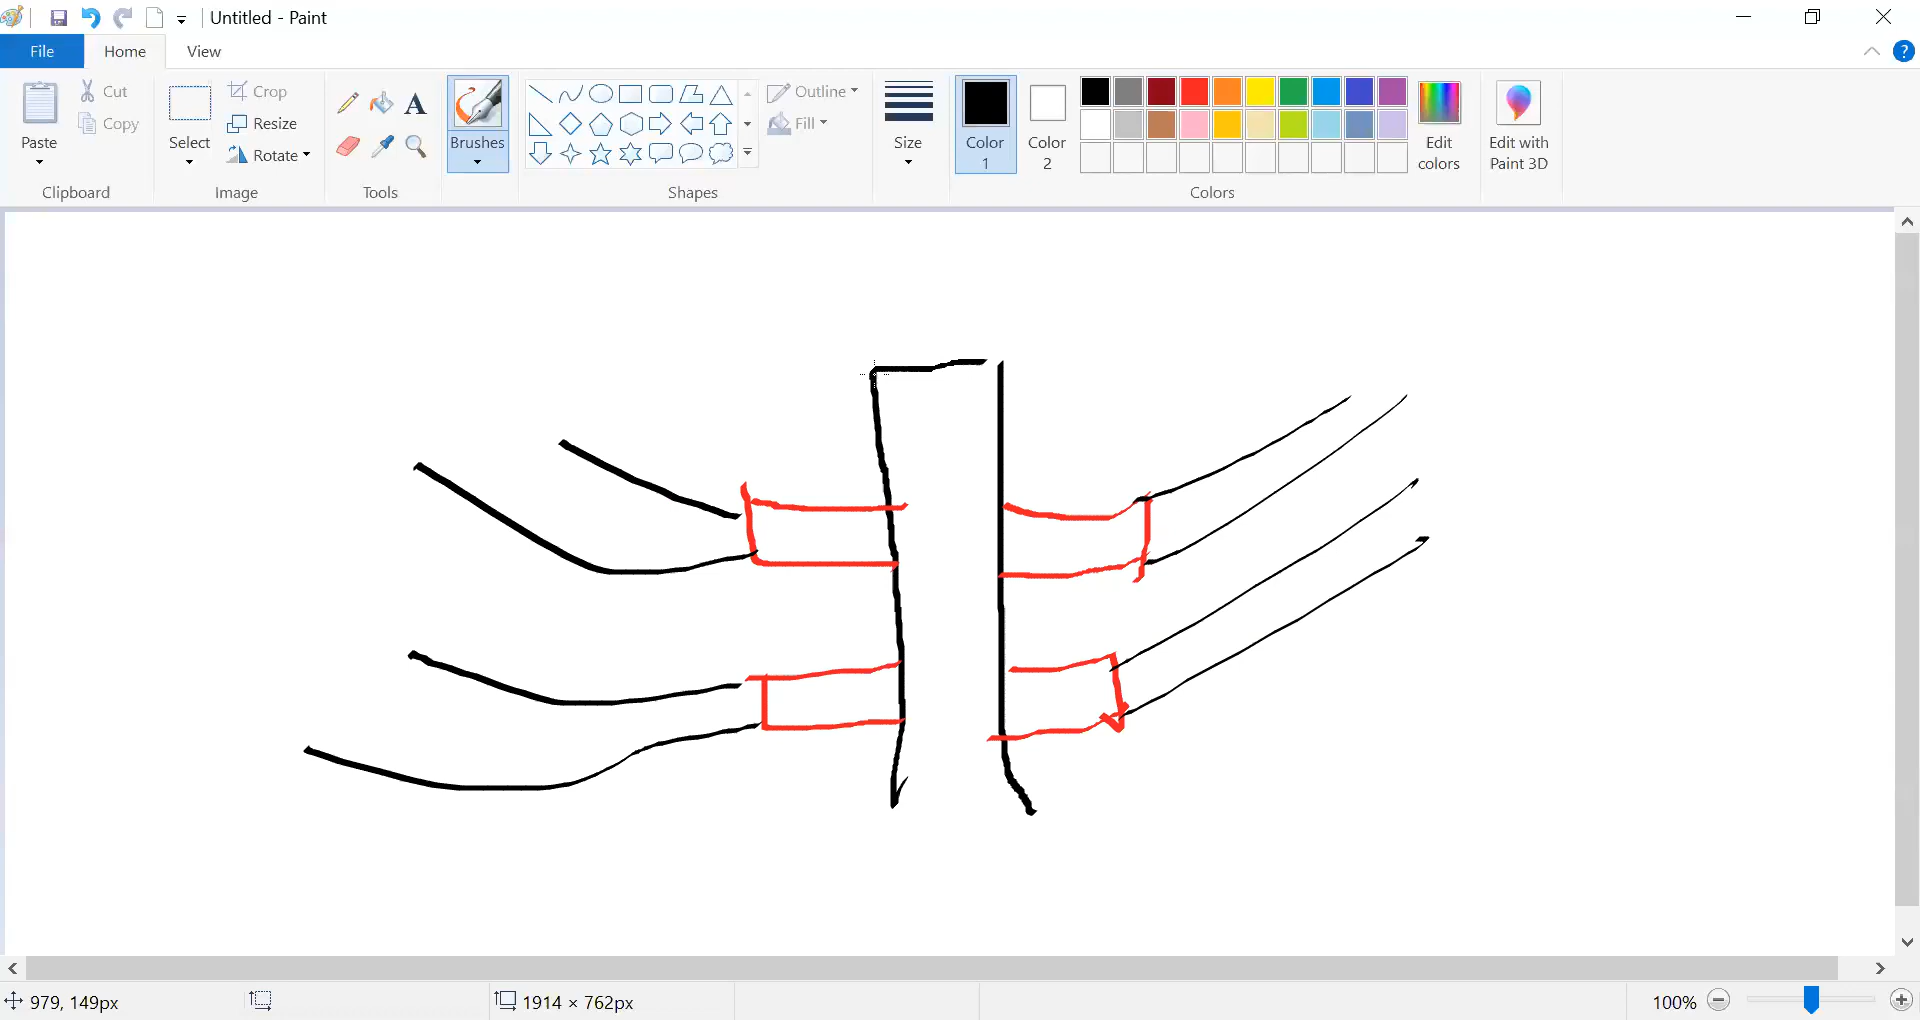 Untitled - Paint
File Home View
?
Paste
Cut
Copy
Clipboard
Select
Crop
Resize
Rotate
Image
A
Tools
Brushes
Outline
Fill
Shapes
Size
Color 1
Color 2
Edit colors
Colors
Edit with Paint 3D
979, 149px
1914 × 762px
100%